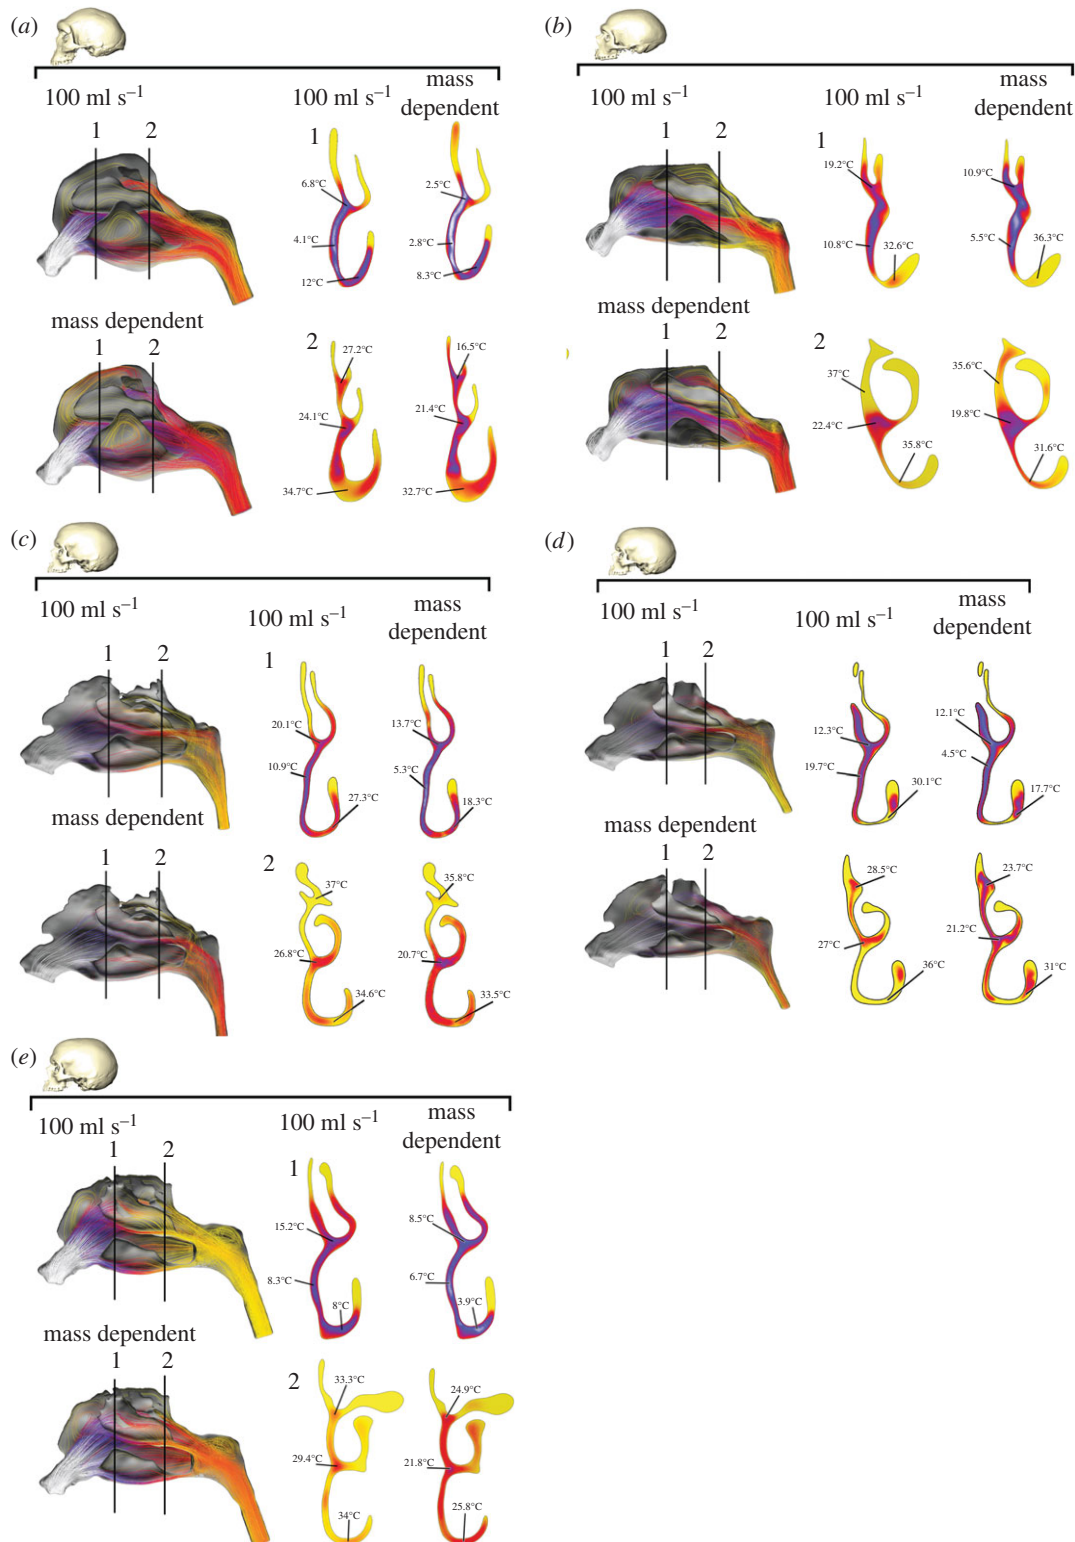 (a)
100 ml s⁻¹
100 ml s⁻¹
mass
dependent
1
2
1
6.8°C
4.1°C
12°C
2.5°C
2.8°C
8.3°C
mass dependent
1
2
2
27.2°C
24.1°C
34.7°C
16.5°C
21.4°C
32.7°C
(b)
100 ml s⁻¹
100 ml s⁻¹
mass
dependent
1
2
1
19.2°C
10.8°C
32.6°C
10.9°C
5.5°C
36.3°C
mass dependent
1
2
2
37°C
22.4°C
35.8°C
35.6°C
19.8°C
31.6°C
(c)
100 ml s⁻¹
100 ml s⁻¹
mass
dependent
1
2
1
20.1°C
10.9°C
27.3°C
13.7°C
5.3°C
18.3°C
mass dependent
1
2
2
37°C
26.8°C
34.6°C
35.8°C
20.7°C
33.5°C
(d)
100 ml s⁻¹
100 ml s⁻¹
mass
dependent
1
2
1
12.3°C
19.7°C
30.1°C
12.1°C
4.5°C
17.7°C
mass dependent
1
2
2
28.5°C
27°C
36°C
23.7°C
21.2°C
31°C
(e)
100 ml s⁻¹
100 ml s⁻¹
mass
dependent
1
2
1
15.2°C
8.3°C
8°C
8.5°C
6.7°C
3.9°C
mass dependent
1
2
2
33.3°C
29.4°C
34°C
24.9°C
21.8°C
25.8°C